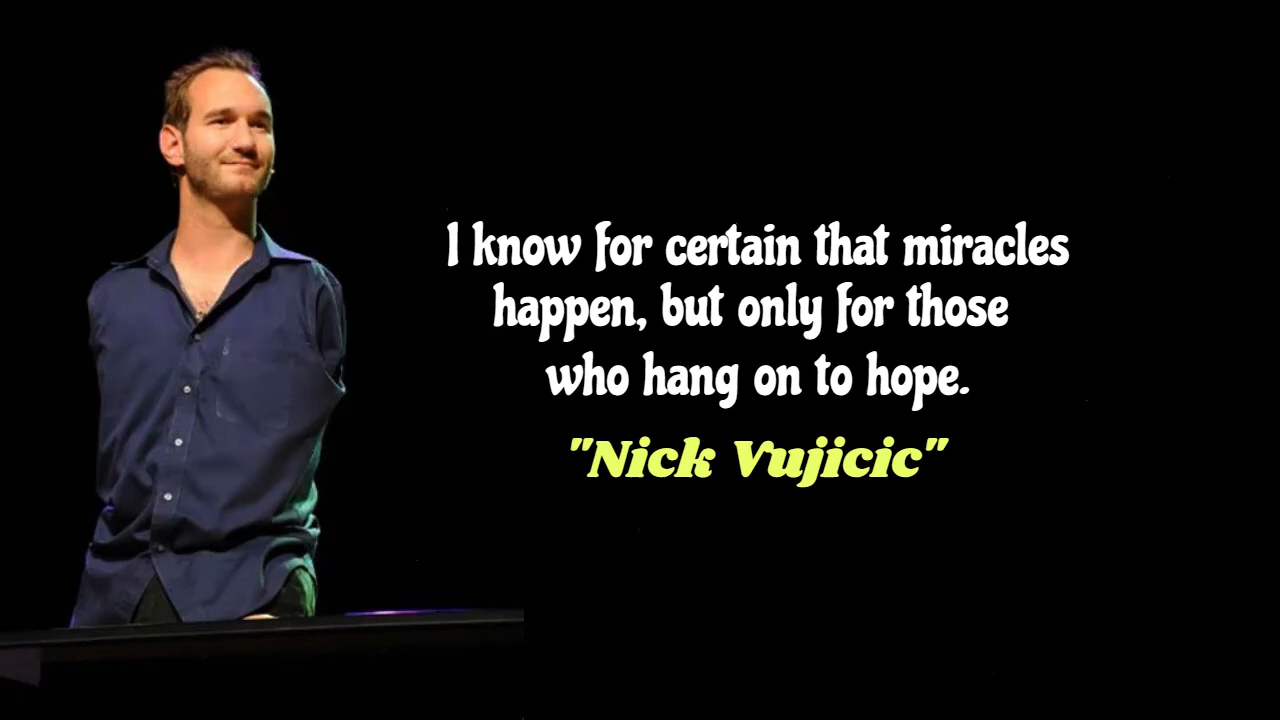 I know for certain that miracles
happen, but only for those
who hang on to hope.
"Nick Vujicic"